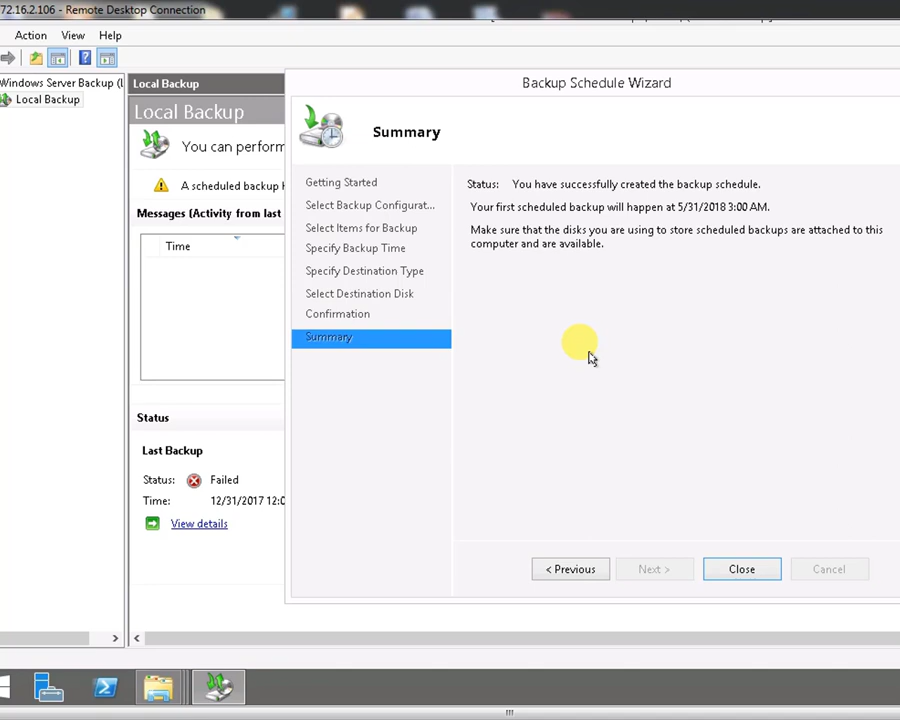 72.16.2.106 - Remote Desktop Connection
Action View Help
Windows Server Backup (L
Local Backup
Local Backup
Local Backup
You can perform
A scheduled backup h
Messages (Activity from last
Time
Status
Last Backup
Status: Failed
Time: 12/31/2017 12:0
View details
Backup Schedule Wizard
Summary
Getting Started
Select Backup Configurat...
Select Items for Backup
Specify Backup Time
Specify Destination Type
Select Destination Disk
Confirmation
Summary
Status: You have successfully created the backup schedule.
Your first scheduled backup will happen at 5/31/2018 3:00 AM.
Make sure that the disks you are using to store scheduled backups are attached to this
computer and are available.
< Previous Next > Close Cancel